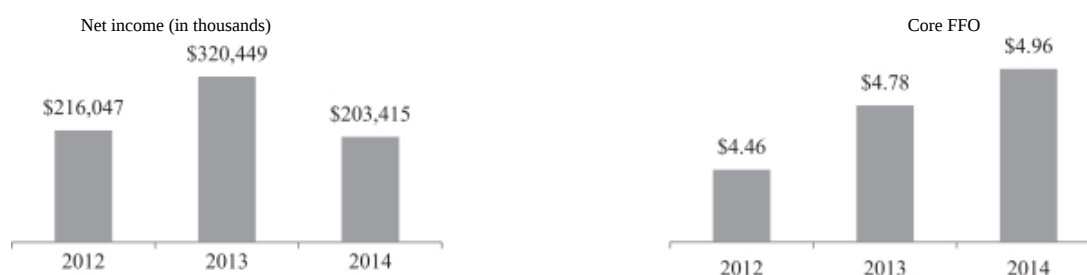 Net income (in thousands)
$320,449
$216,047
$203,415
2012 2013 2014
Core FFO
$4.96
$4.78
$4.46
2012 2013 2014